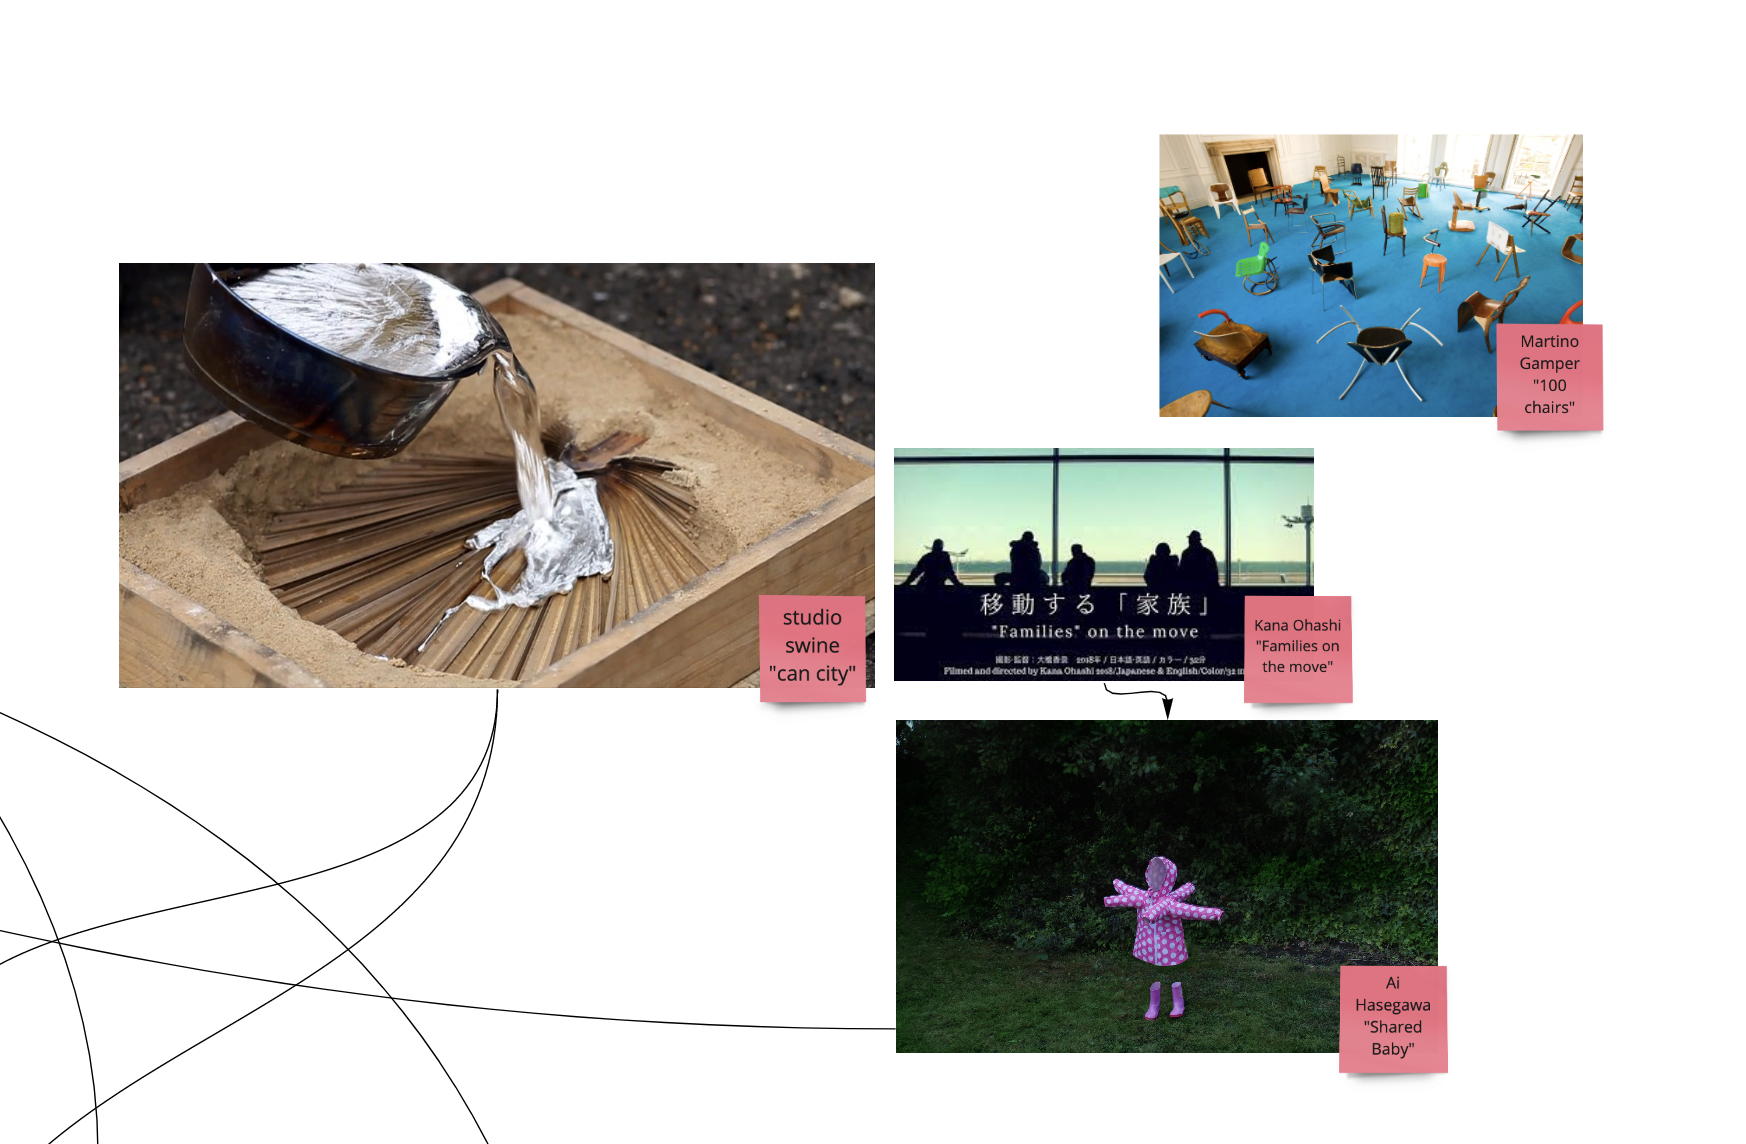 Martino
Gamper
"100
chairs"
移動する「家族」
"Families" on the move
撮影·監督：大橋香奈　2018年 / 日本語·英語 / カラー / 32分
Filmed and directed by Kana Ohashi 2018/Japanese & English/Color/32
studio
swine
"can city"
Kana Ohashi
"Families on
the move"
Ai
Hasegawa
"Shared
Baby"